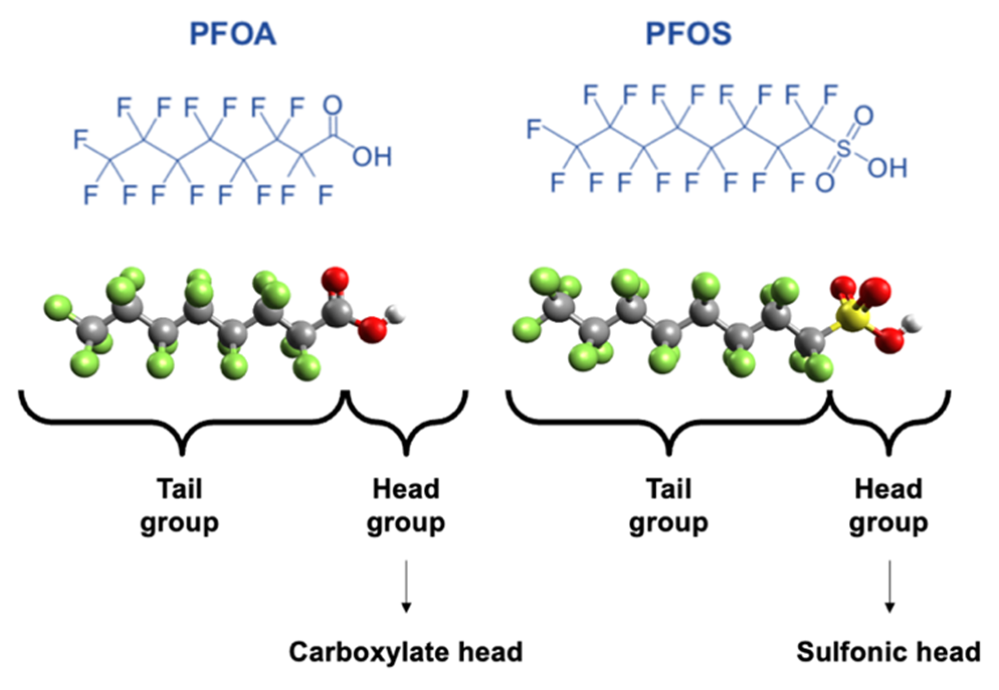 PFOA
PFOS
F F F F F F O
F
OH
F F F F F F F F
F F F F F F F F
O
F
S
OH
F F F F F F F F O
Tail
group
Head
group
Tail
group
Head
group
Carboxylate head
Sulfonic head